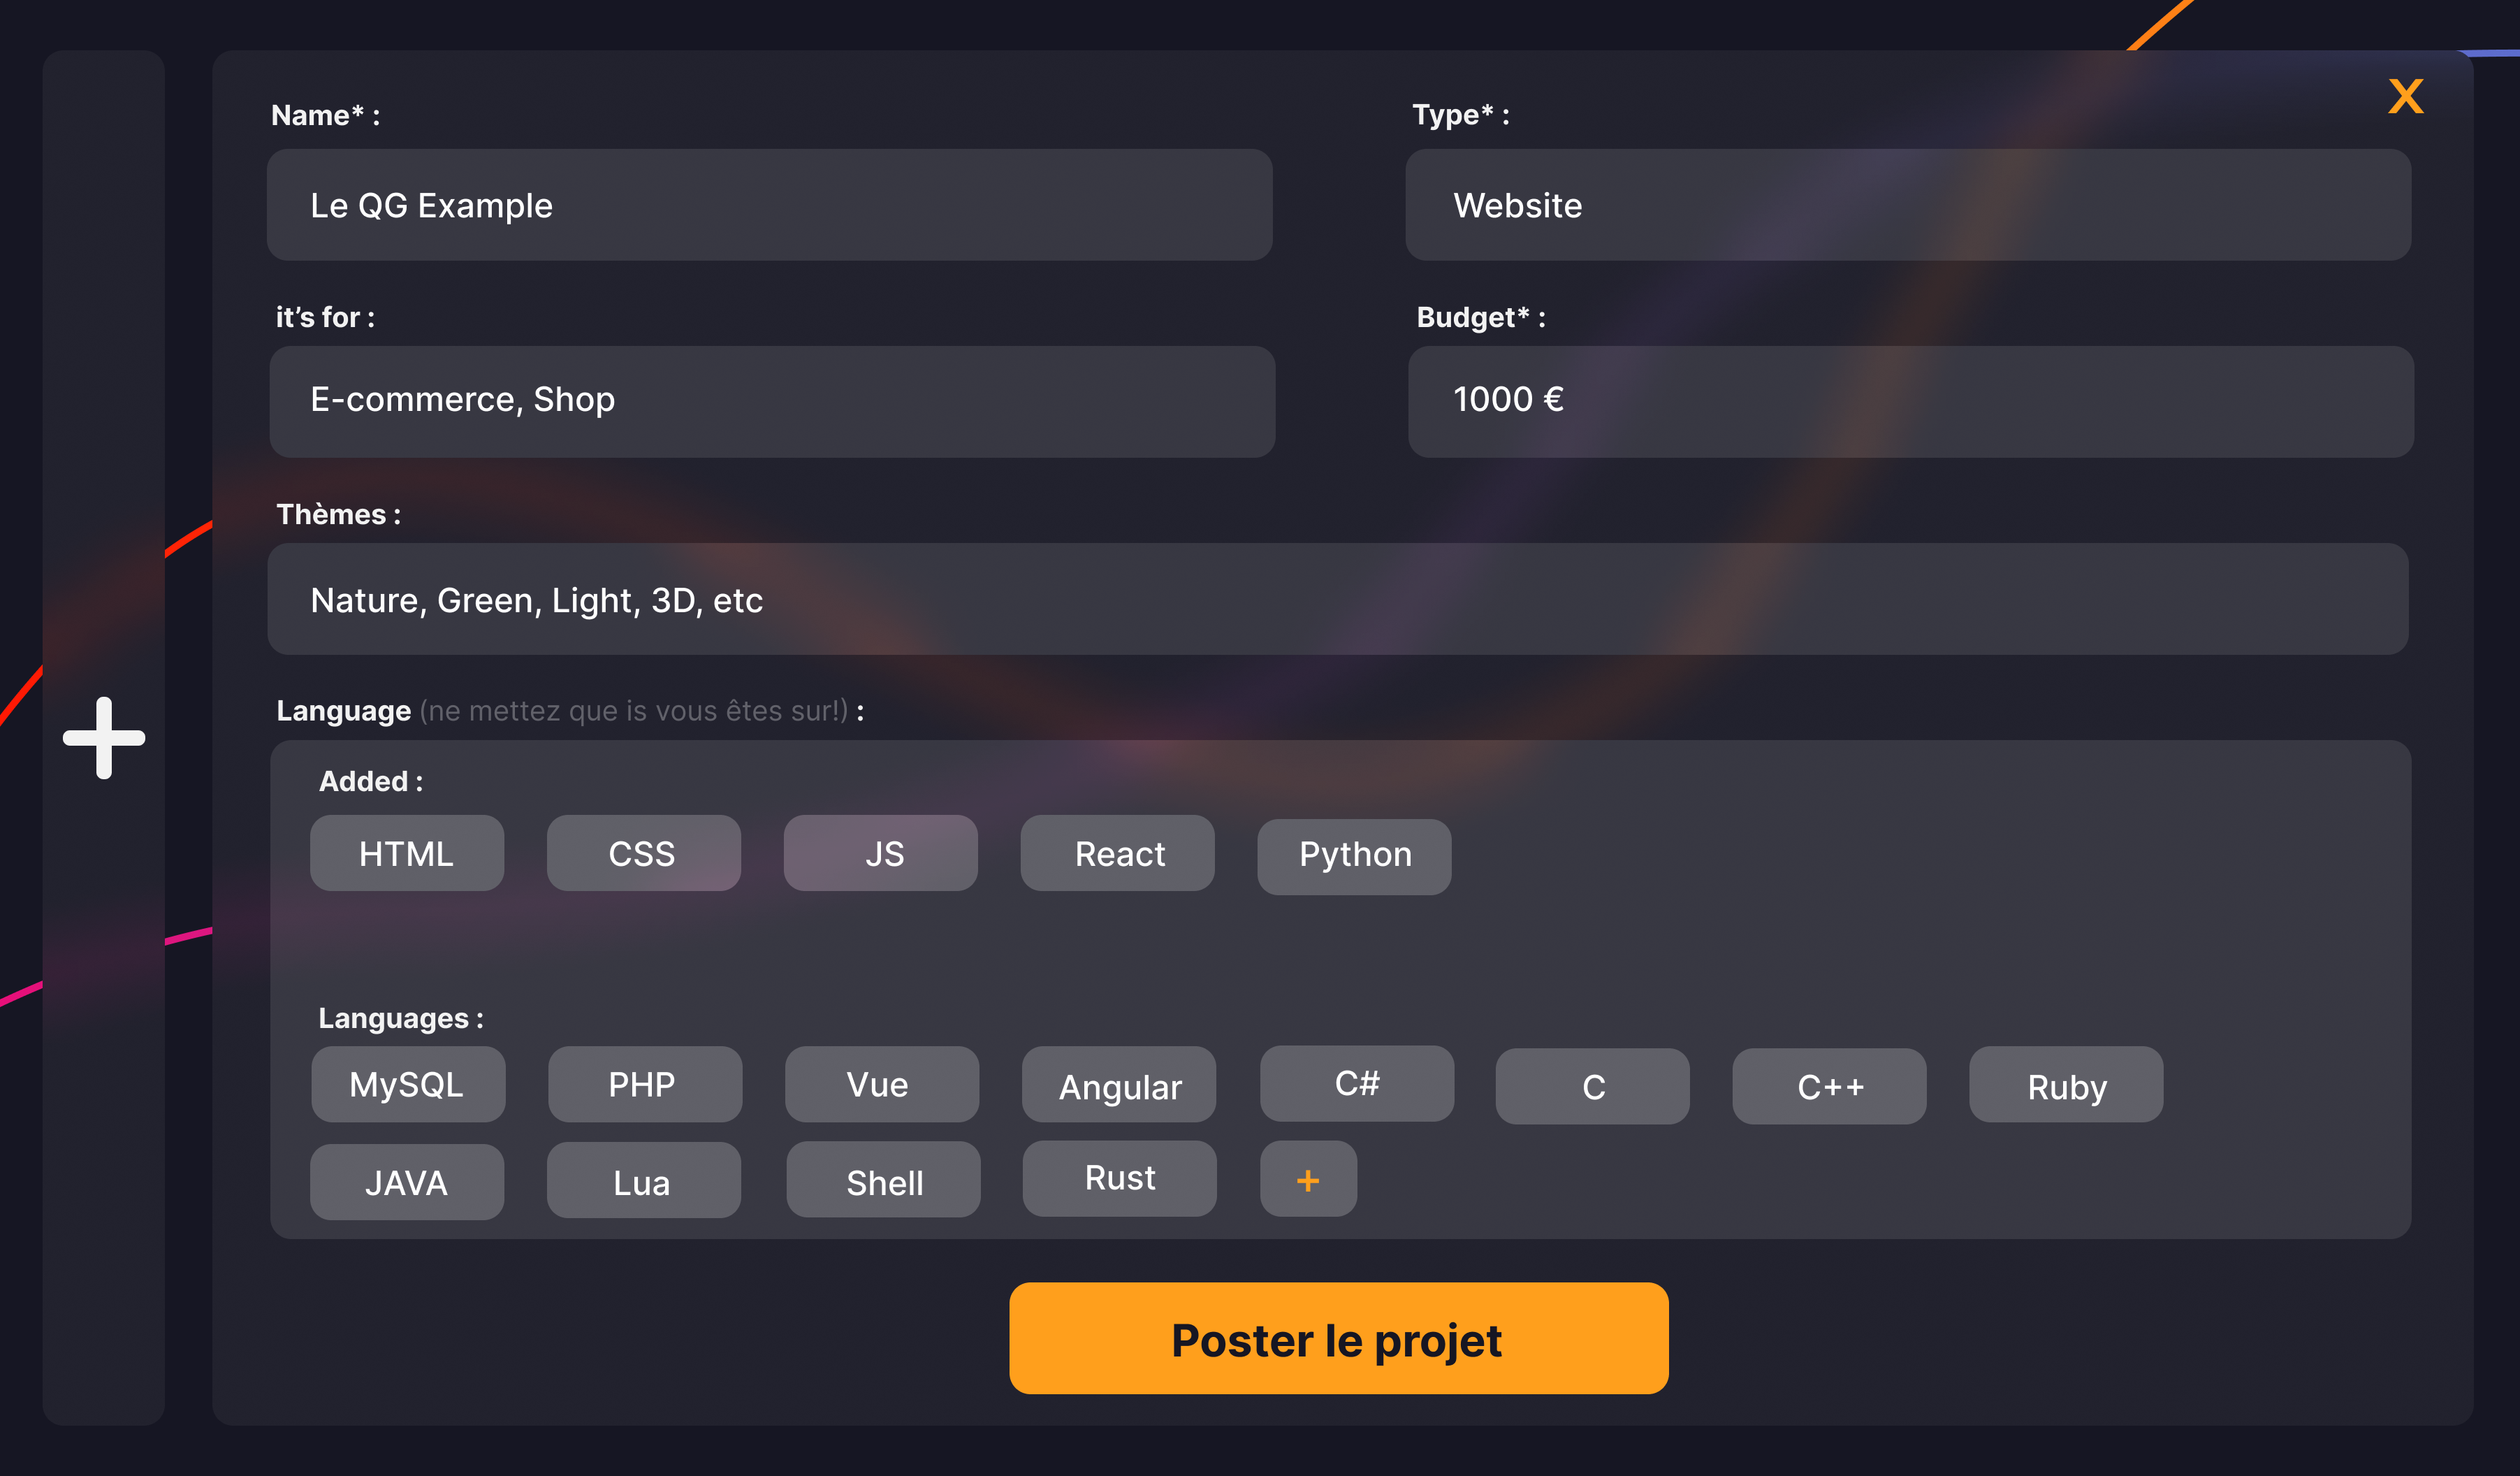 X
Name* :
Type* :
Le QG Example
Website
it's for :
Budget* :
E-commerce, Shop
1000 €
Thèmes :
Nature, Green, Light, 3D, etc
Language (ne mettez que is vous êtes sur!) :
Added :
HTML CSS JS React Python
Languages :
MySQL PHP Vue Angular C# C C++ Ruby
JAVA Lua Shell Rust +
Poster le projet